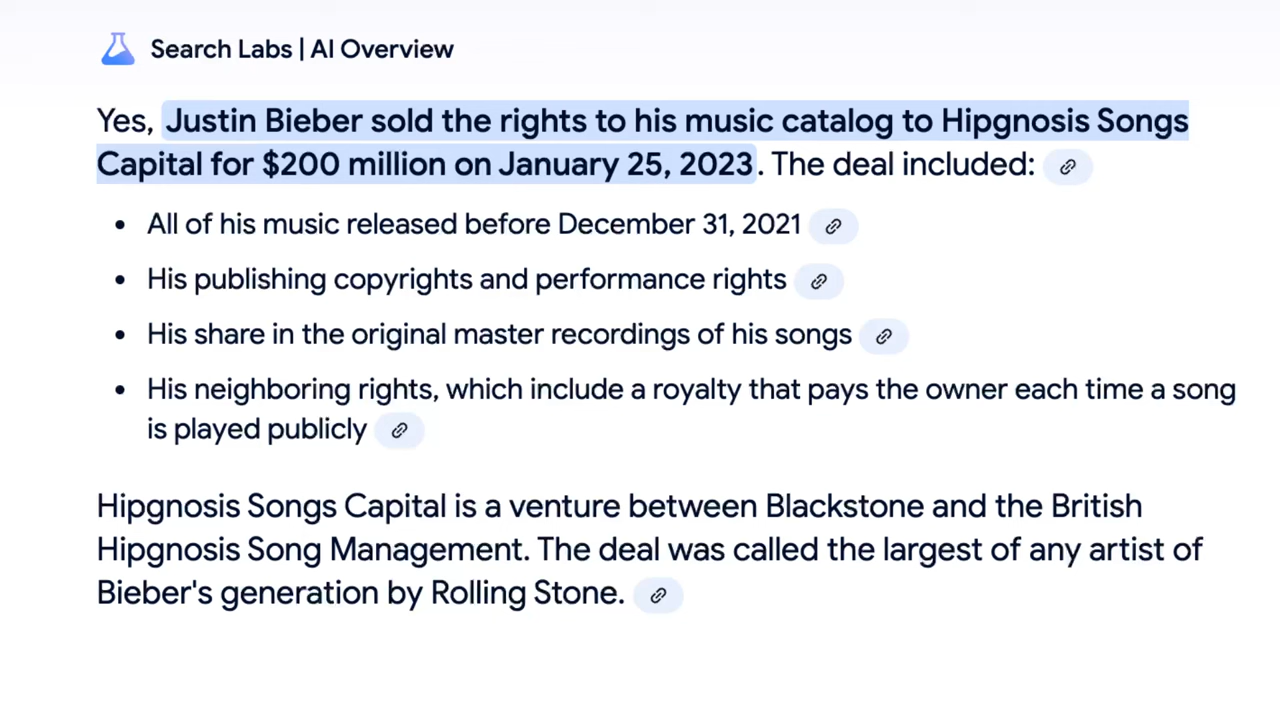 Search Labs | AI Overview
Yes, Justin Bieber sold the rights to his music catalog to Hipgnosis Songs
Capital for $200 million on January 25, 2023. The deal included:
• All of his music released before December 31, 2021
• His publishing copyrights and performance rights
• His share in the original master recordings of his songs
• His neighboring rights, which include a royalty that pays the owner each time a song
is played publicly
Hipgnosis Songs Capital is a venture between Blackstone and the British
Hipgnosis Song Management. The deal was called the largest of any artist of
Bieber's generation by Rolling Stone.